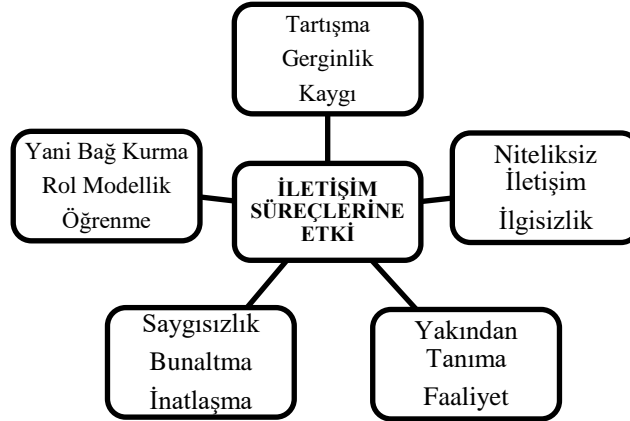 Tartışma
Gerginlik
Kaygı
Yani Bağ Kurma
Rol Modellik
Öğrenme
İLETİŞİM
SÜREÇLERİNE
ETKİ
Niteliksiz
İletişim
İlgisizlik
Saygısızlık
Bunaltma
İnatlaşma
Yakından
Tanıma
Faaliyet